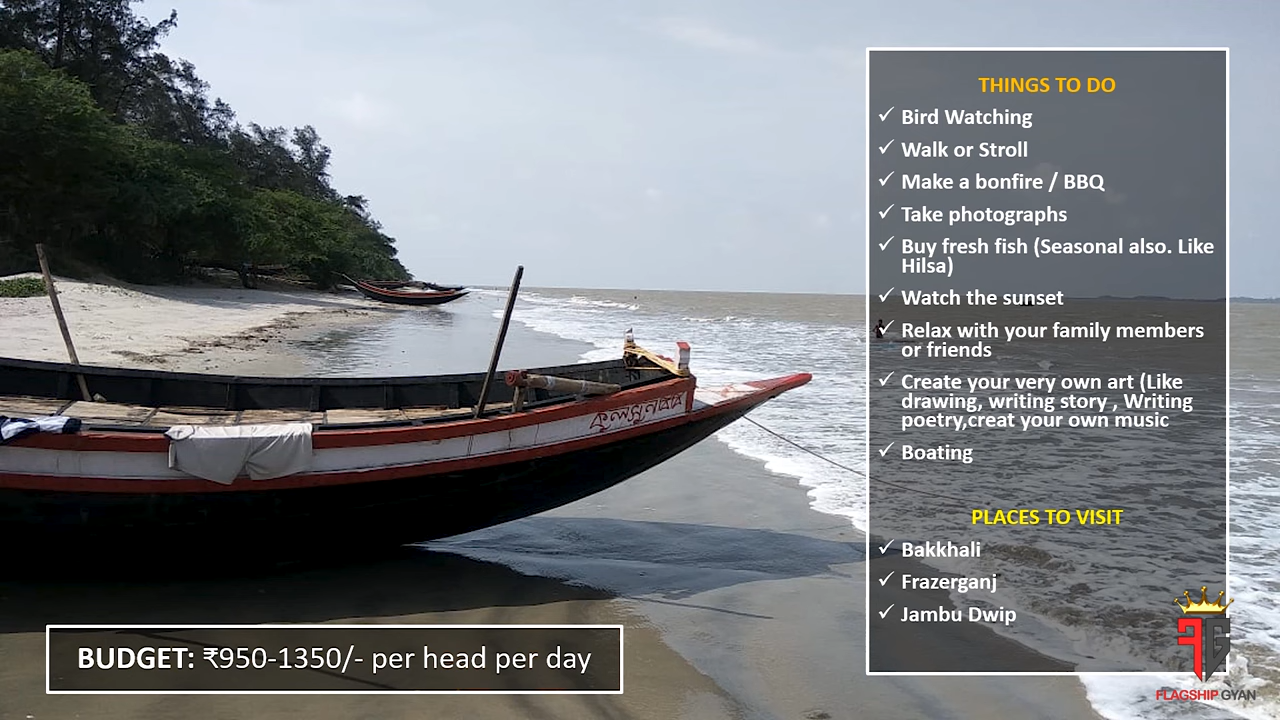 THINGS TO DO
✓ Bird Watching
✓ Walk or Stroll
✓ Make a bonfire / BBQ
✓ Take photographs
✓ Buy fresh fish (Seasonal also. Like
Hilsa)
✓ Watch the sunset
✓ Relax with your family members
or friends
✓ Create your very own art (Like
drawing, writing story , Writing
poetry,creat your own music
✓ Boating
PLACES TO VISIT
✓ Bakkhali
✓ Frazerganj
✓ Jambu Dwip
BUDGET: ₹950-1350/- per head per day
FG
FLAGSHIP GYAN